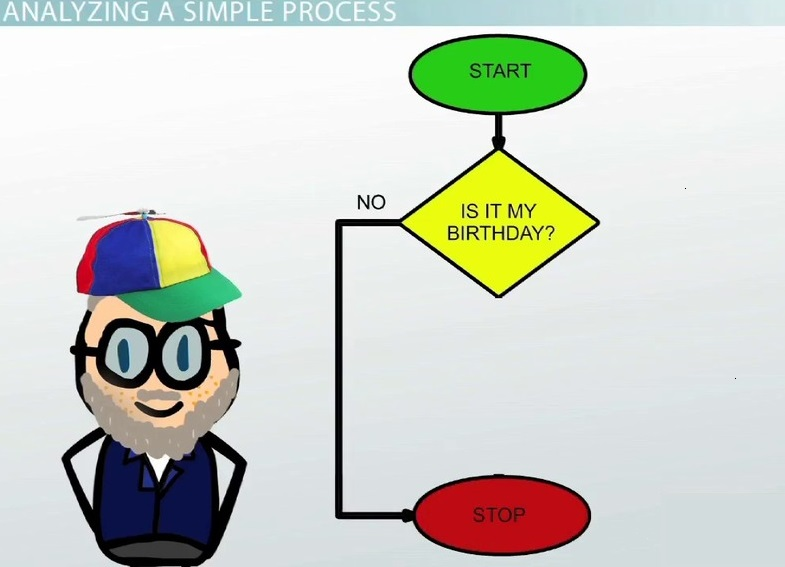 ANALYZING A SIMPLE PROCESS
START
NO
IS IT MY
BIRTHDAY?
STOP